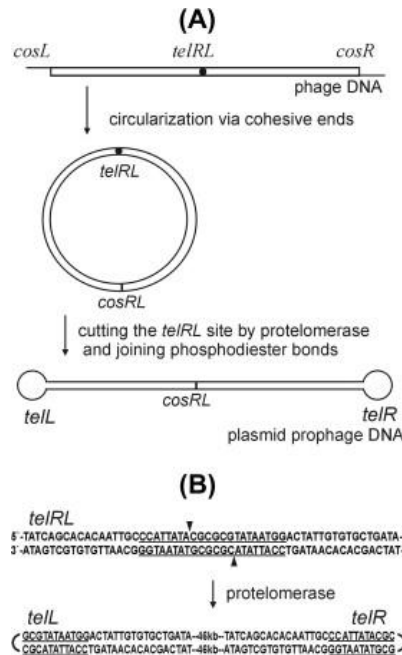 (A)
cosL telRL cosR
phage DNA
circularization via cohesive ends
telRL
cosRL
cutting the telRL site by protelomerase
and joining phosphodiester bonds
cosRL
telL telR
plasmid prophage DNA
(B)
telRL
5´-TATCAGCACACAATTGCCCATTATACGCGCGTATAATGGACTATTGTGTGCTGATA-
3´-ATAGTCGTGTGTTAACGGGTAATATGCGCGCATATTACCTGATAACACACGACTAT-
protelomerase
telL telR
GCGTATAATGGACTATTGTGTGCTGATA--46kb--TATCAGCACACAATTGCCCATTATACGC
CGCATATTACCTGATAACACACGACTAT--46kb--ATAGTCGTGTGTTAACGGGTAATATGCG